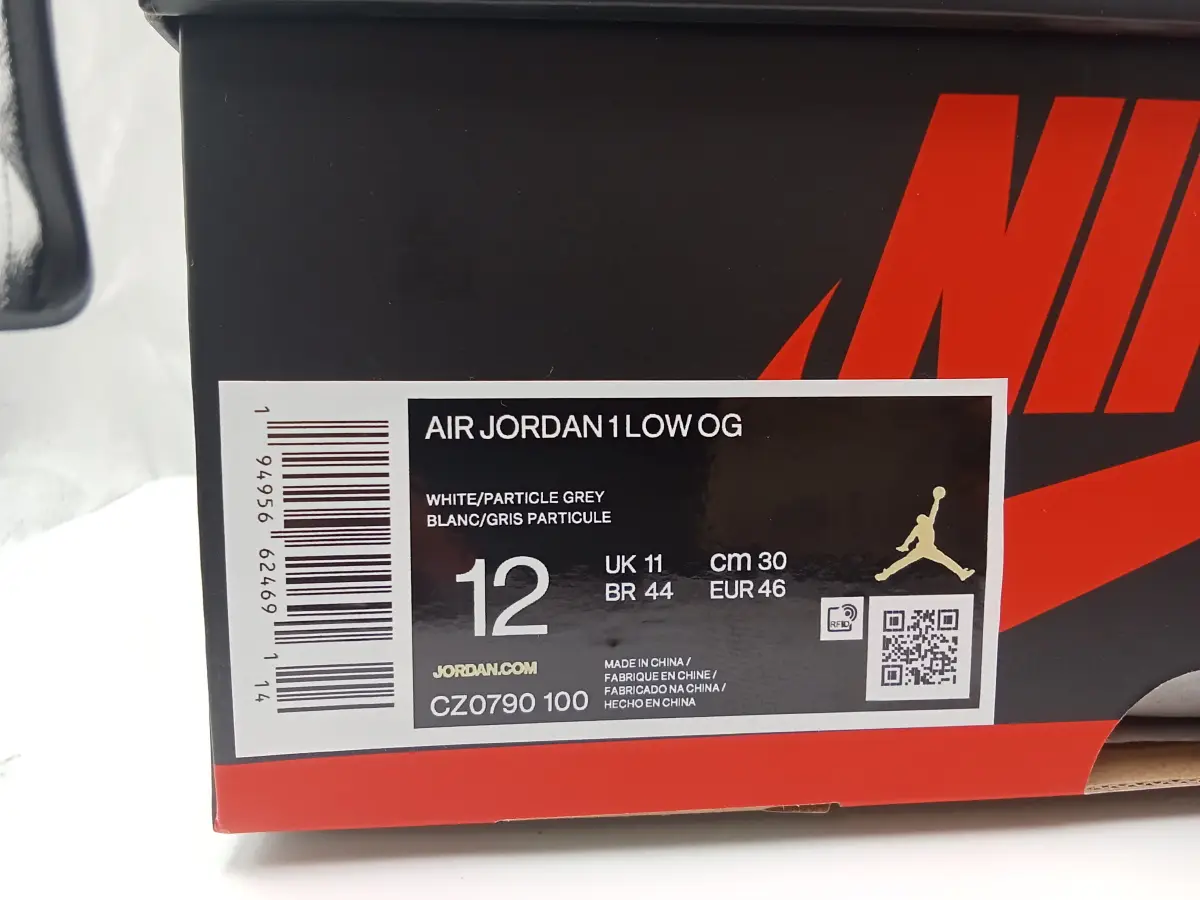 NI
1 94956 62469 1 14
AIR JORDAN 1 LOW OG
WHITE/PARTICLE GREY
BLANC/GRIS PARTICULE
12
UK 11 cm 30
BR 44 EUR 46
RFID
JORDAN.COM
CZ0790 100
MADE IN CHINA /
FABRIQUE EN CHINE /
FABRICADO NA CHINA /
HECHO EN CHINA